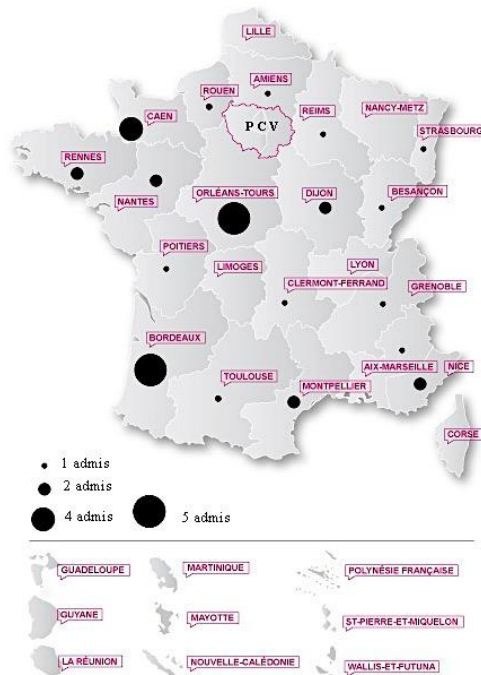 LILLE
AMIENS
ROUEN
CAEN
P C V
REIMS
NANCY-METZ
STRASBOURG
RENNES
NANTES
ORLÉANS-TOURS
DIJON
BESANÇON
POITIERS
LIMOGES
LYON
CLERMONT-FERRAND
GRENOBLE
BORDEAUX
TOULOUSE
MONTPELLIER
AIX-MARSEILLE
NICE
CORSE
1 admis
2 admis
4 admis
5 admis
GUADELOUPE
MARTINIQUE
POLYNÉSIE FRANÇAISE
GUYANE
MAYOTTE
ST-PIERRE-ET-MIQUELON
LA RÉUNION
NOUVELLE-CALÉDONIE
WALLIS-ET-FUTUNA